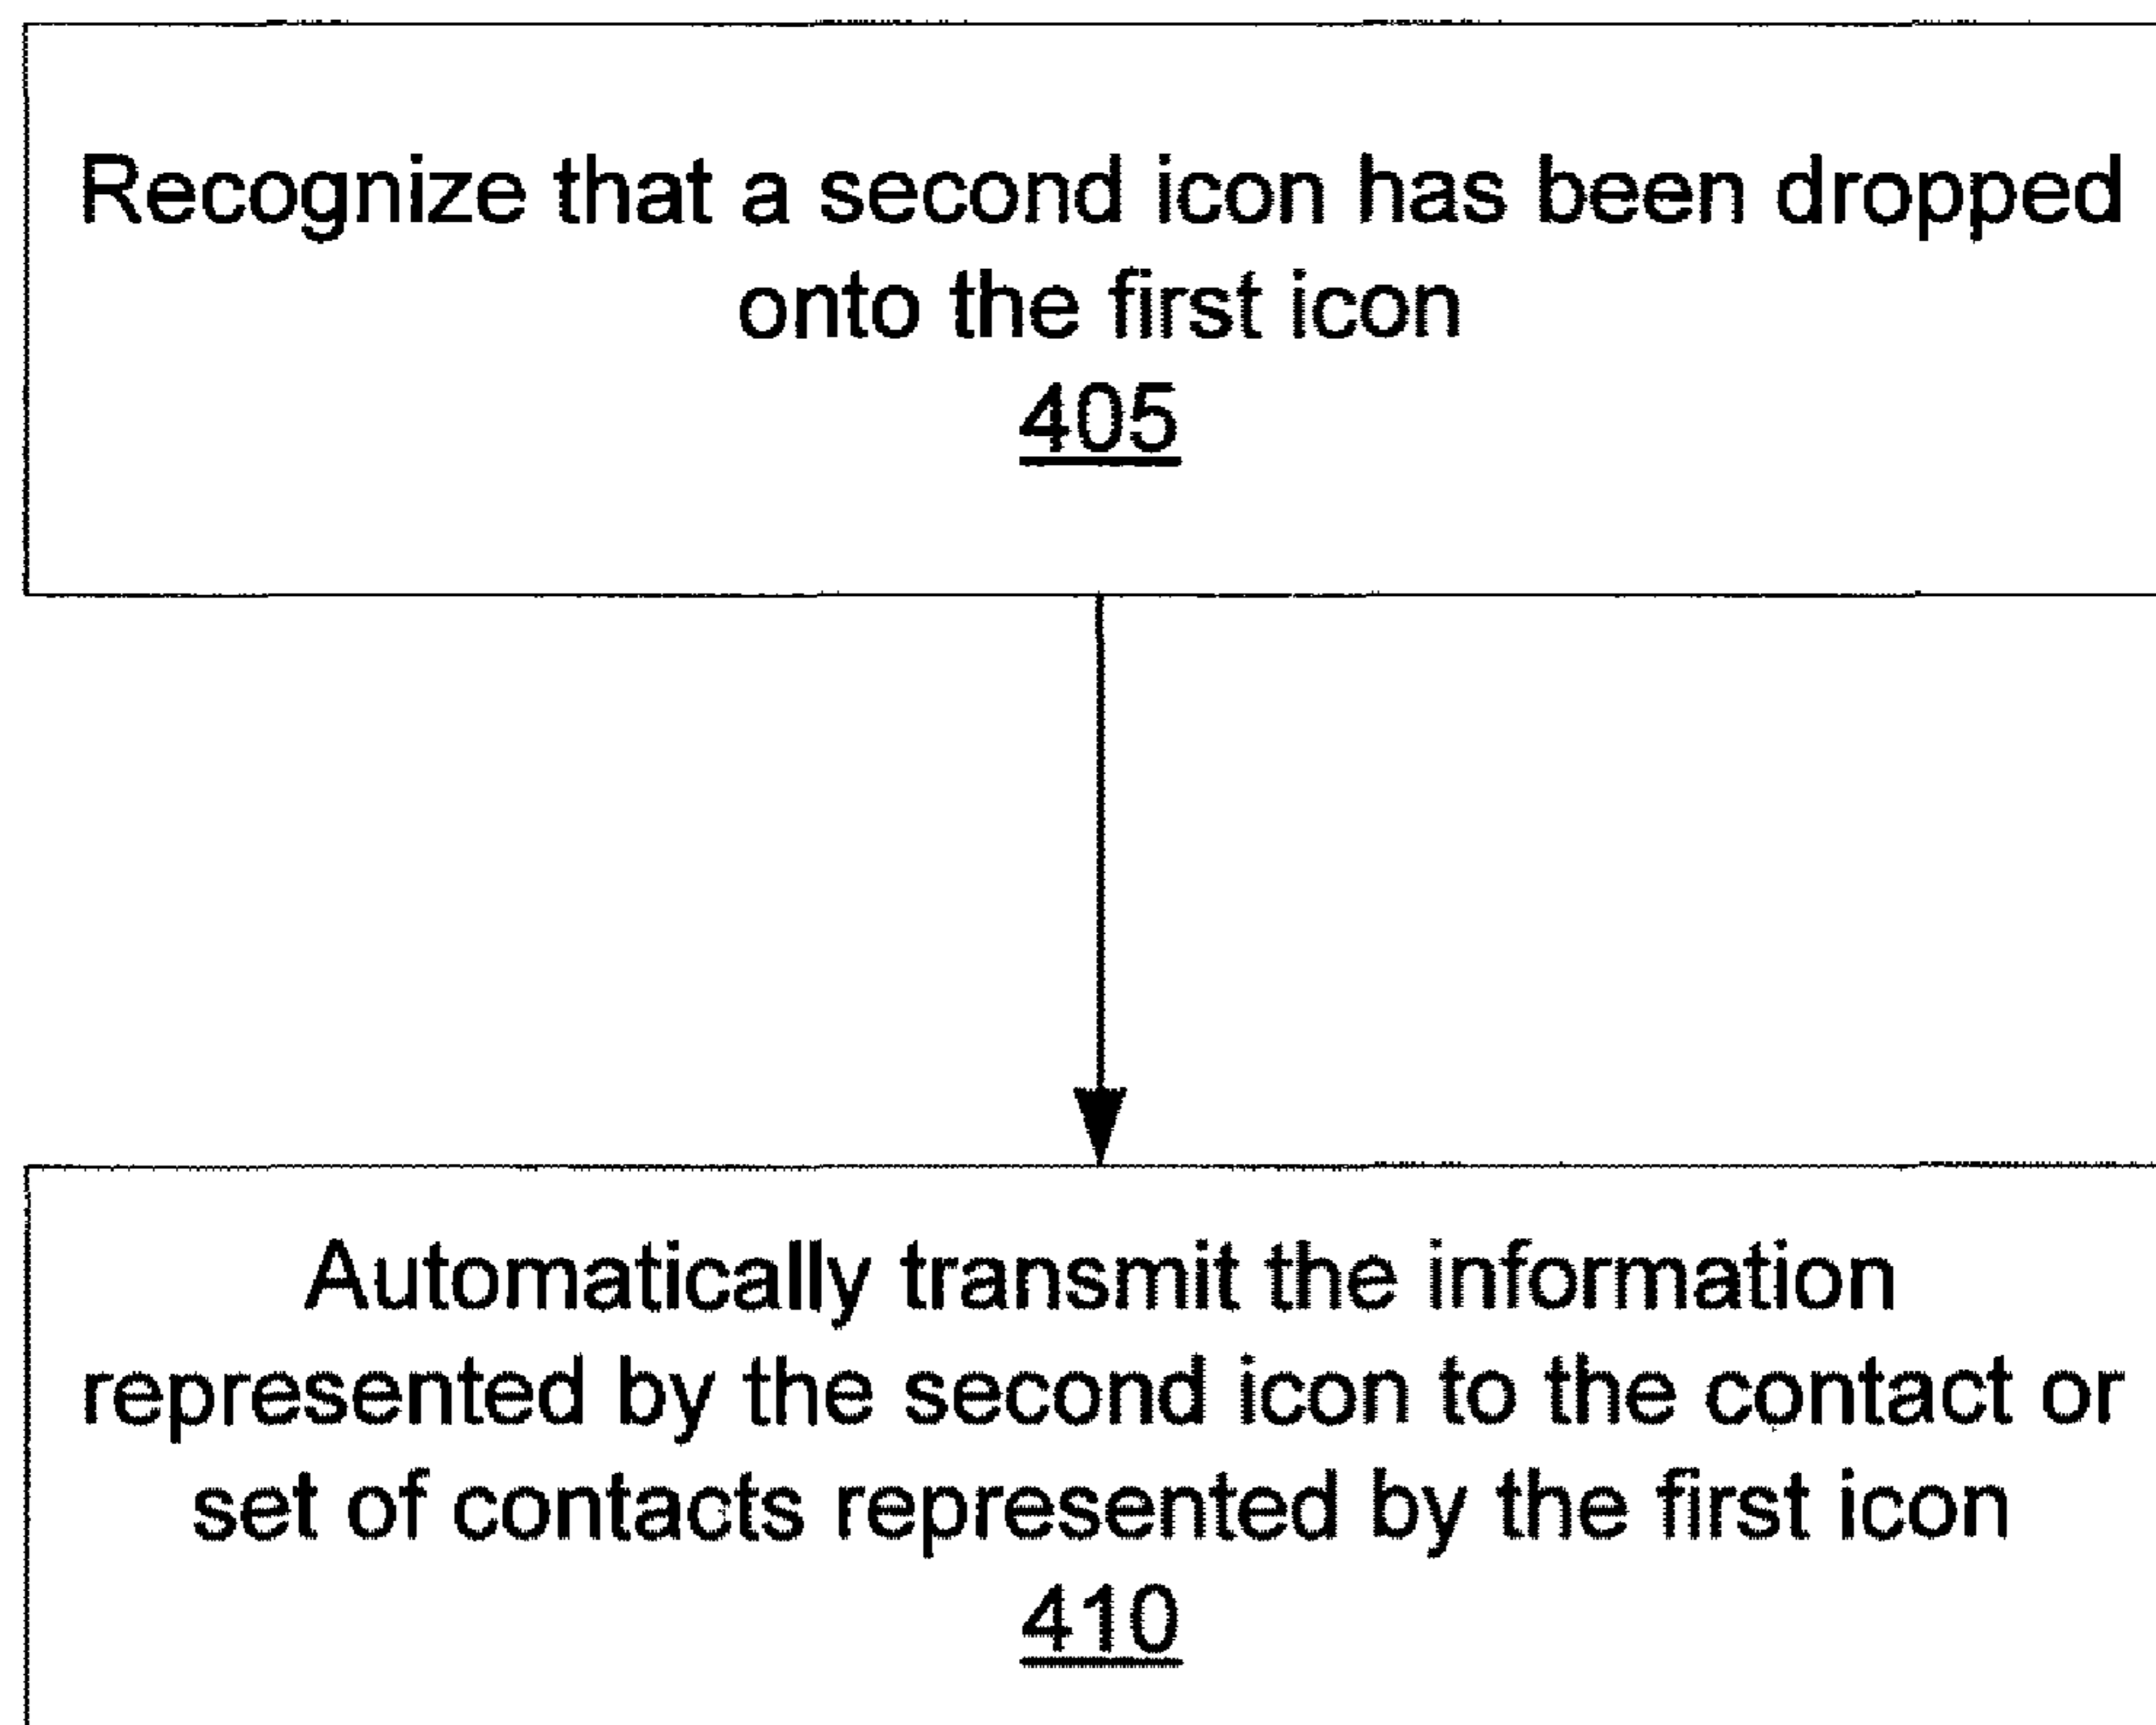 Recognize that a second icon has been dropped
onto the first icon
405
Automatically transmit the information
represented by the second icon to the contact or
set of contacts represented by the first icon
410